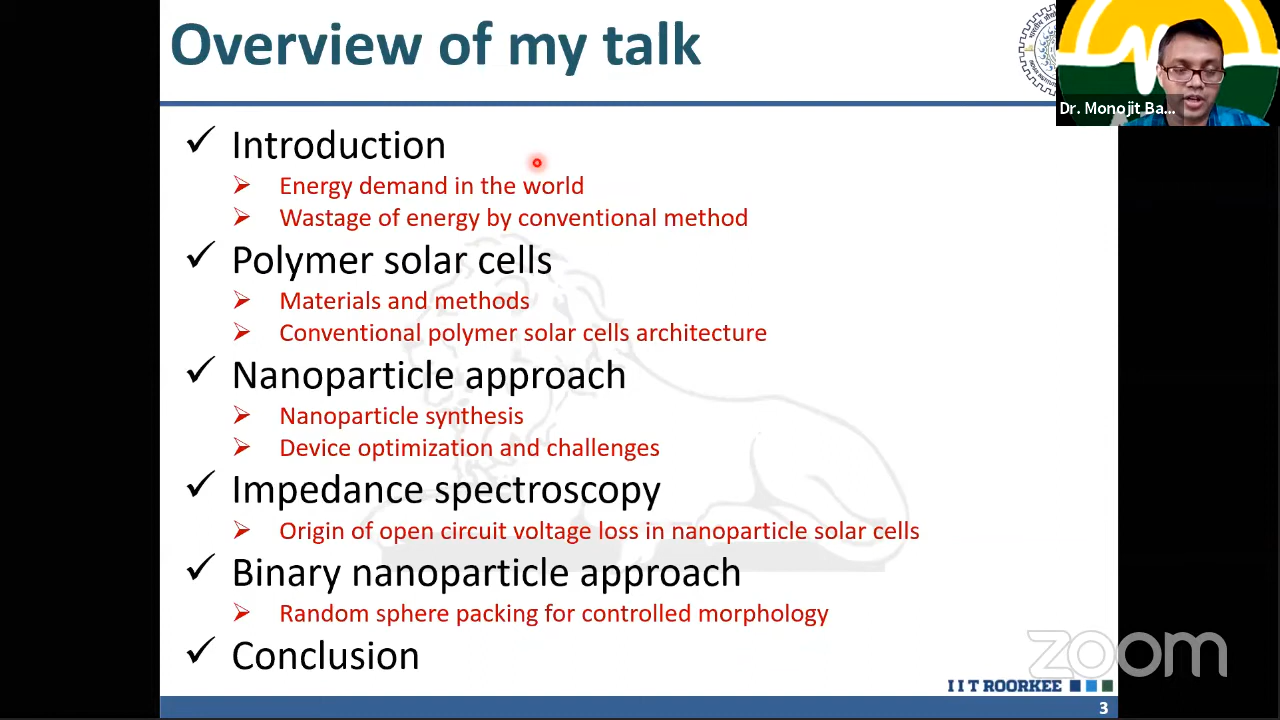 Overview of my talk
Dr. Monojit Ba...
✓ Introduction
➢ Energy demand in the world
➢ Wastage of energy by conventional method
✓ Polymer solar cells
➢ Materials and methods
➢ Conventional polymer solar cells architecture
✓ Nanoparticle approach
➢ Nanoparticle synthesis
➢ Device optimization and challenges
✓ Impedance spectroscopy
➢ Origin of open circuit voltage loss in nanoparticle solar cells
✓ Binary nanoparticle approach
➢ Random sphere packing for controlled morphology
✓ Conclusion
zoom
I I T ROORKEE
3